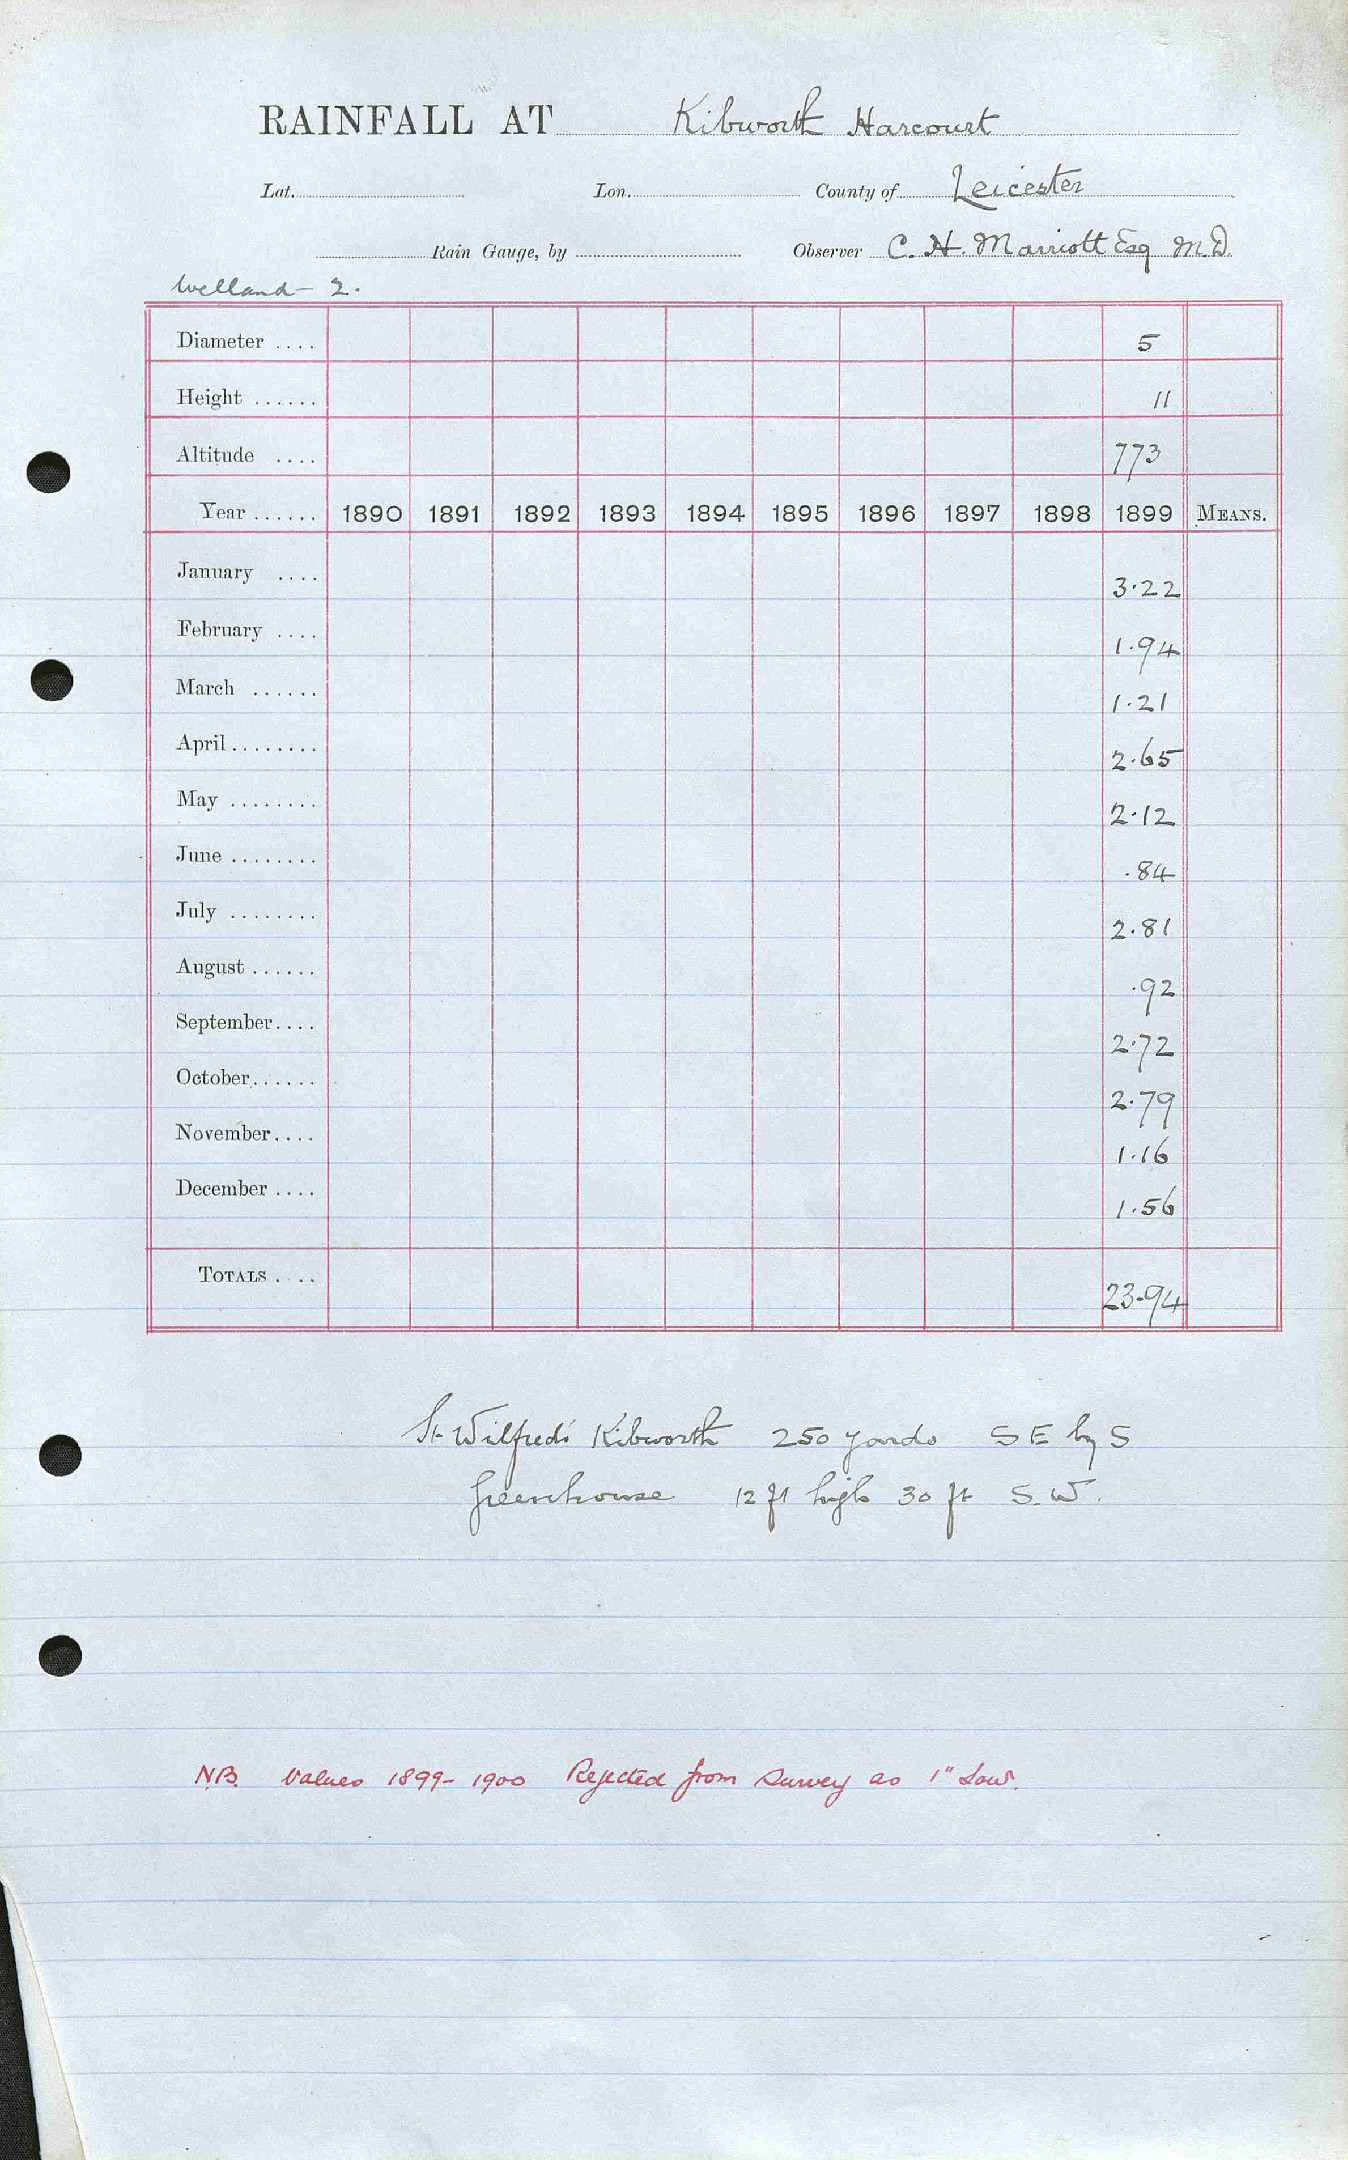 RAINFALL AT Kibworth Harcourt
Lat. Lon. County of Leicester
Rain Gauge, by Observer C. H. Marriott Esq M.D.
Welland - 2.
Diameter .... 5
Height ...... 11
Altitude .... 773
Year ...... 1890 1891 1892 1893 1894 1895 1896 1897 1898 1899 MEANS.
January .... 3.22
February .... 1.94
March ...... 1.21
April ........ 2.65
May ........ 2.12
June ........ .84
July ........ 2.81
August ...... .92
September.... 2.72
October...... 2.79
November.... 1.16
December .... 1.56
TOTALS .... 23.94
St Wilfreds Kibworth 250 yards S E by S
Greenhouse 12 ft high 30 ft S.W.
N.B. Values 1899-1900 Rejected from Survey as 1" low.